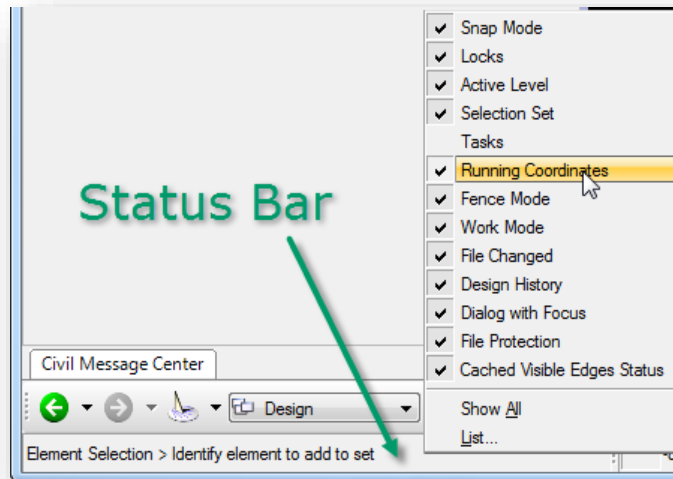 Snap Mode
Locks
Active Level
Selection Set
Tasks
Running Coordinates
Fence Mode
Work Mode
File Changed
Design History
Dialog with Focus
File Protection
Cached Visible Edges Status
Show All
List...
Status Bar
Civil Message Center
Design
Element Selection > Identify element to add to set